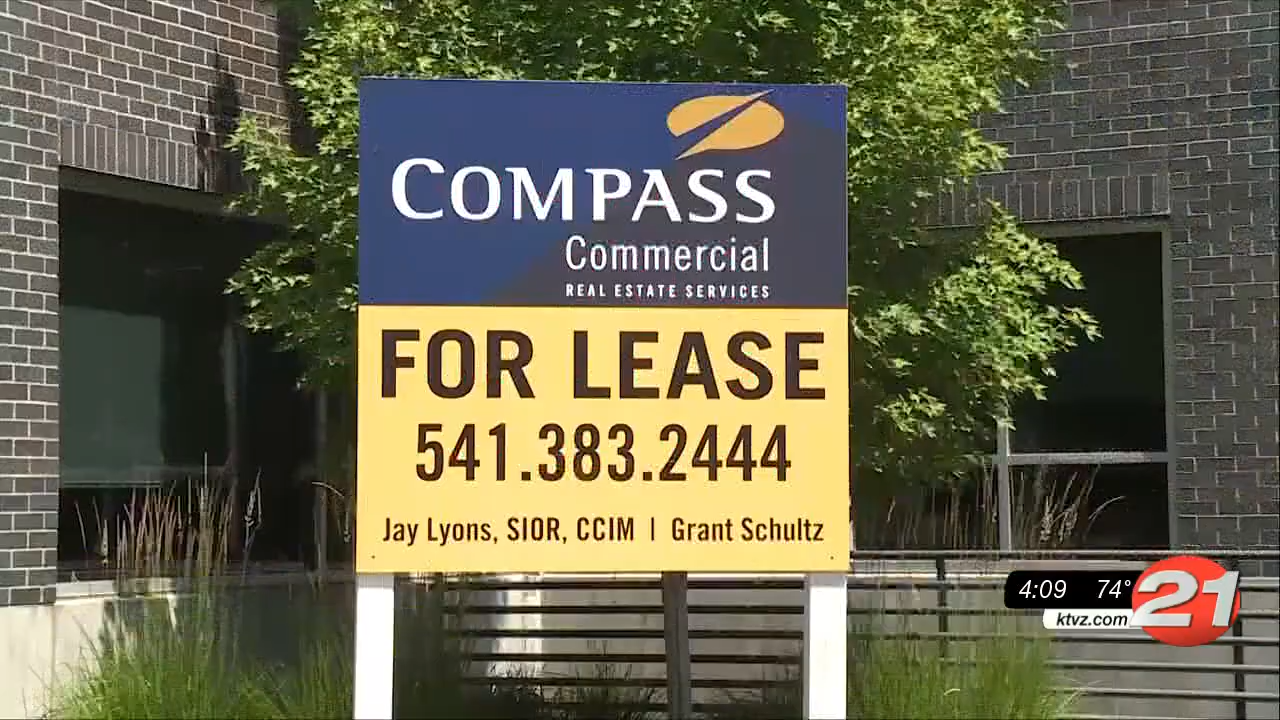 COMPASS
Commercial
REAL ESTATE SERVICES
FOR LEASE
541.383.2444
Jay Lyons, SIOR, CCIM | Grant Schultz
4:09 74° 21
ktvz.com